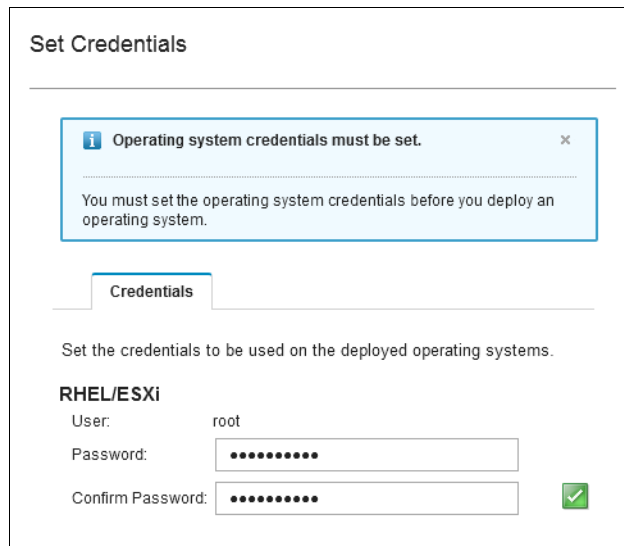 Set Credentials
Operating system credentials must be set. ×
You must set the operating system credentials before you deploy an
operating system.
Credentials
Set the credentials to be used on the deployed operating systems.
RHEL/ESXi
User: root
Password: ●●●●●●●●●●
Confirm Password: ●●●●●●●●●●